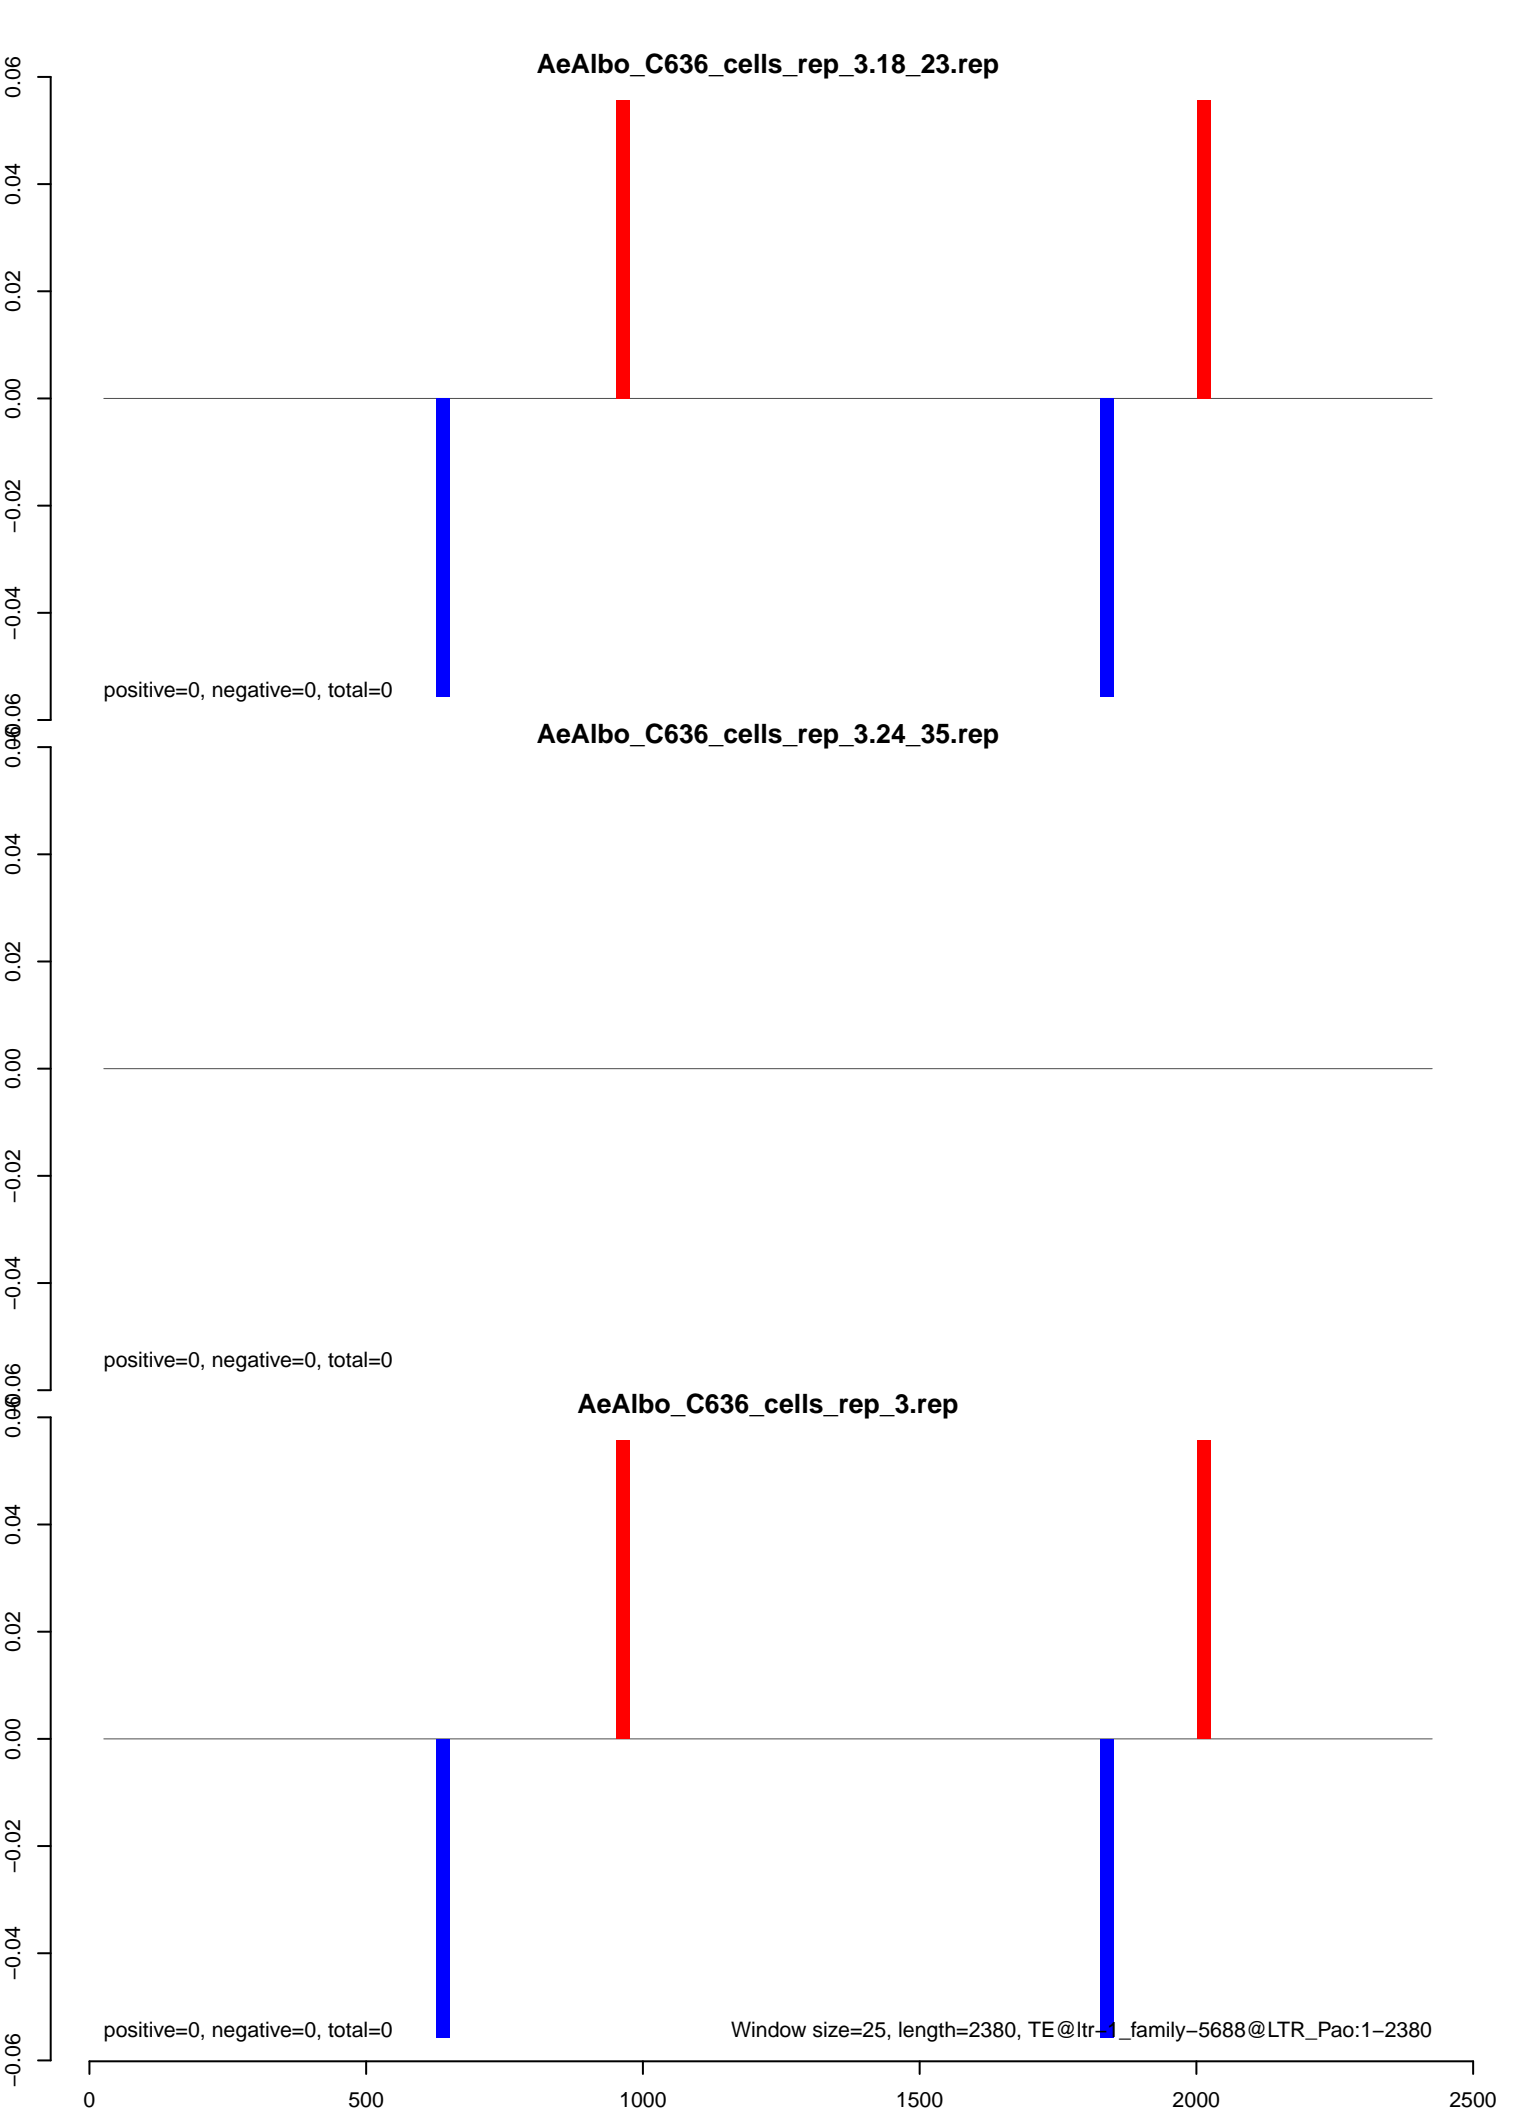 AeAlbo_C636_cells_rep_3.18_23.rep
0.06
0.04
0.02
0.00
−0.02
−0.04
−0.06
positive=0, negative=0, total=0
AeAlbo_C636_cells_rep_3.24_35.rep
0.06
0.04
0.02
0.00
−0.02
−0.04
−0.06
positive=0, negative=0, total=0
AeAlbo_C636_cells_rep_3.rep
0.06
0.04
0.02
0.00
−0.02
−0.04
−0.06
positive=0, negative=0, total=0
Window size=25, length=2380, TE@ltr−1_family−5688@LTR_Pao:1−2380
0 500 1000 1500 2000 2500